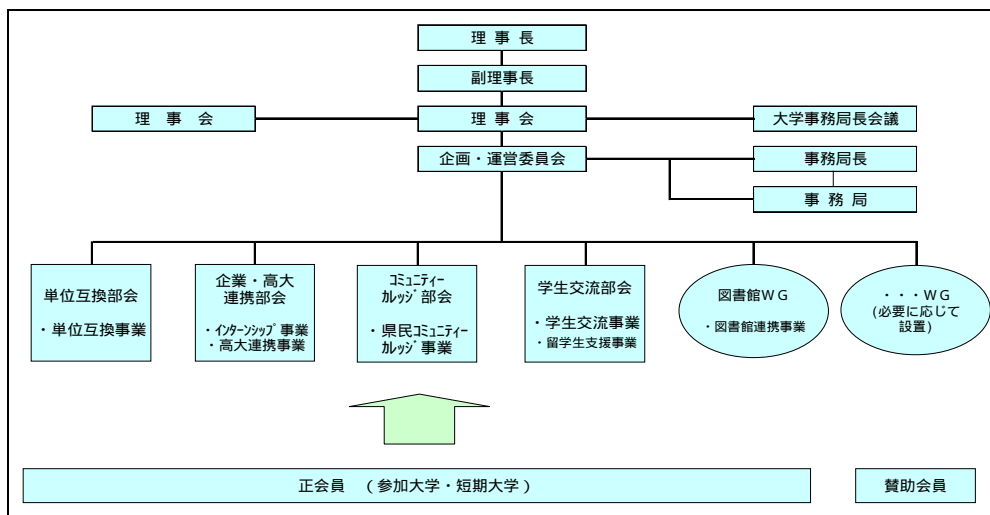 理 事 長
副理事長
理 事 会
理 事 会
大学事務局長会議
企画・運営委員会
事務局長
事 務 局
単位互換部会
・単位互換事業
企業・高大
連携部会
・ｲﾝﾀｰﾝｼｯﾌﾟ事業
・高大連携事業
ｺﾐｭﾆﾃｨｰ
ｶﾚｯｼﾞ部会
・県民ｺﾐｭﾆﾃｨｰ
ｶﾚｯｼﾞ事業
学生交流部会
・学生交流事業
・留学生支援事業
図書館ＷＧ
・図書館連携事業
・・・ＷＧ
(必要に応じて
設置)
正会員 （参加大学・短期大学）
賛助会員